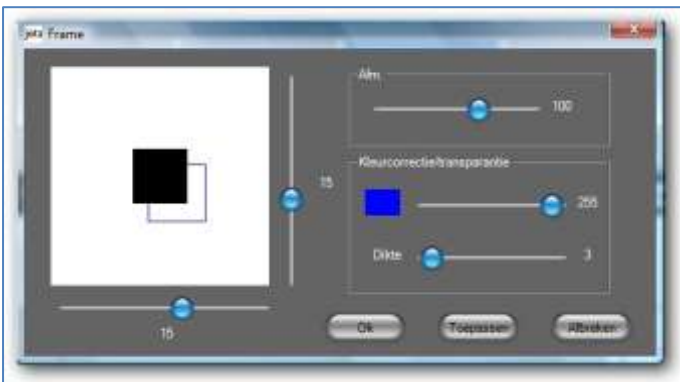 Frame
Afm.
100
Kleurcorrectie/transparantie
15
255
Dikte
3
15
Ok
Toepassen
Afbreken